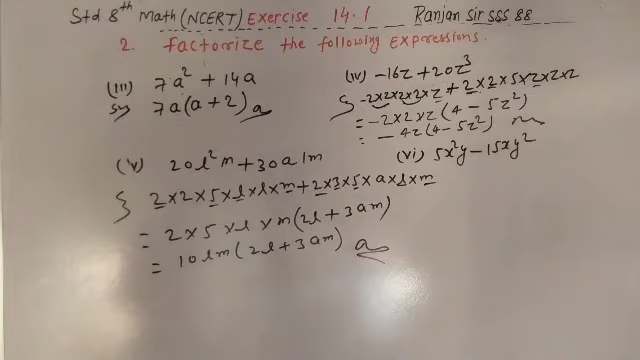 Std 8th Math (NCERT) Exercise 14.1 Ranjan sir sss 88
2. factorize the following expressions.
(iii) 7a² + 14a
7a(a+2)
(iv) -16z + 20z³
-2×2×2×2×z + 2×2×5×z×z×z
= -2×2×z(4 - 5z²)
= -4z(4-5z²)
(v) 20l²m + 30alm
2×2×5×l×l×m + 2×3×5×a×l×m
= 2×5×l×m(2l+3am)
= 10lm(2l+3am)
(vi) 5x²y - 15xy²